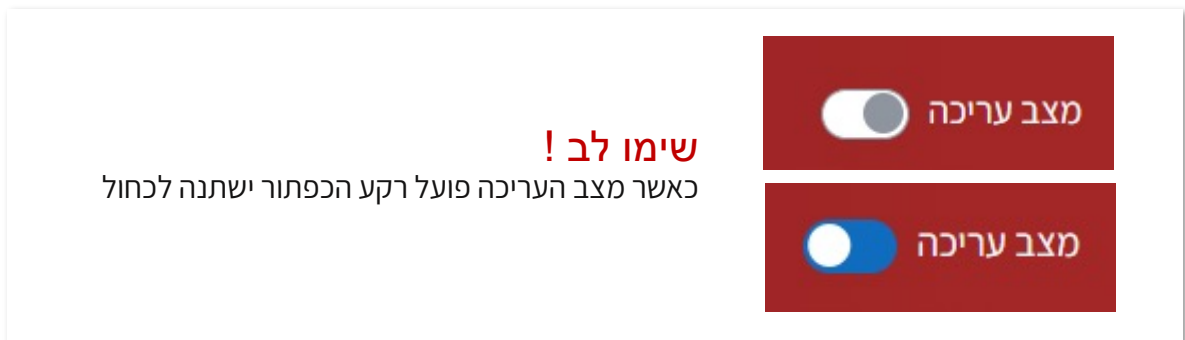 מצב עריכה
שימו לב !
כאשר מצב העריכה פועל רקע הכפתור ישתנה לכחול
מצב עריכה